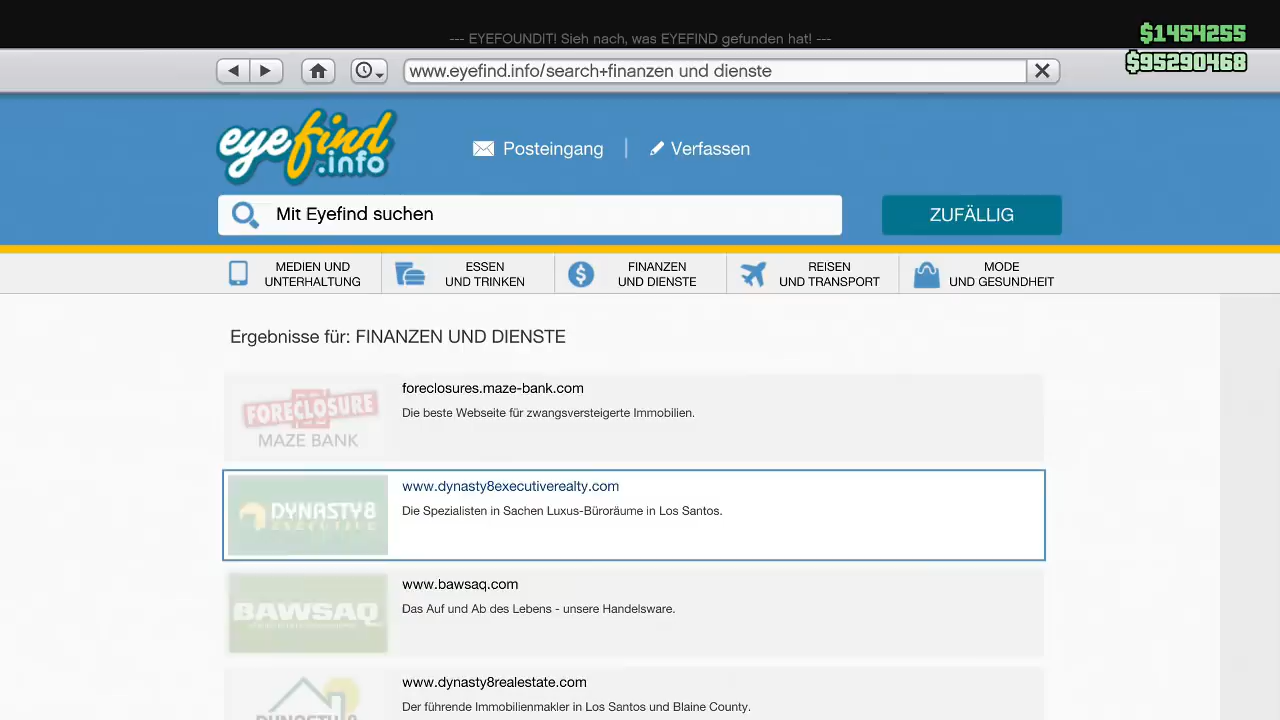 --- EYEFOUNDIT! Sieh nach, was EYEFIND gefunden hat! ---
$1454255
$95290468
www.eyefind.info/search+finanzen und dienste
eyefind
.info
Posteingang
Verfassen
Mit Eyefind suchen
ZUFÄLLIG
MEDIEN UND
UNTERHALTUNG
ESSEN
UND TRINKEN
FINANZEN
UND DIENSTE
REISEN
UND TRANSPORT
MODE
UND GESUNDHEIT
Ergebnisse für: FINANZEN UND DIENSTE
FORECLOSURE
MAZE BANK
foreclosures.maze-bank.com
Die beste Webseite für zwangsversteigerte Immobilien.
DYNASTY8
EXECUTIVE
www.dynasty8executiverealty.com
Die Spezialisten in Sachen Luxus-Büroräume in Los Santos.
BAWSAQ
www.bawsaq.com
Das Auf und Ab des Lebens - unsere Handelsware.
DYNASTY8
www.dynasty8realestate.com
Der führende Immobilienmakler in Los Santos und Blaine County.